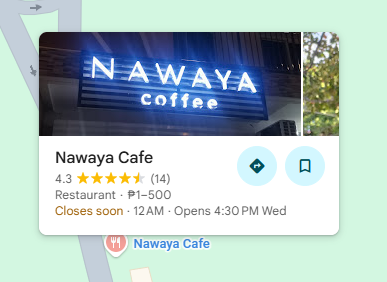 NAWAYA
coffee
Nawaya Cafe
4.3 (14)
Restaurant · ₱1–500
Closes soon · 12 AM · Opens 4:30 PM Wed
Nawaya Cafe